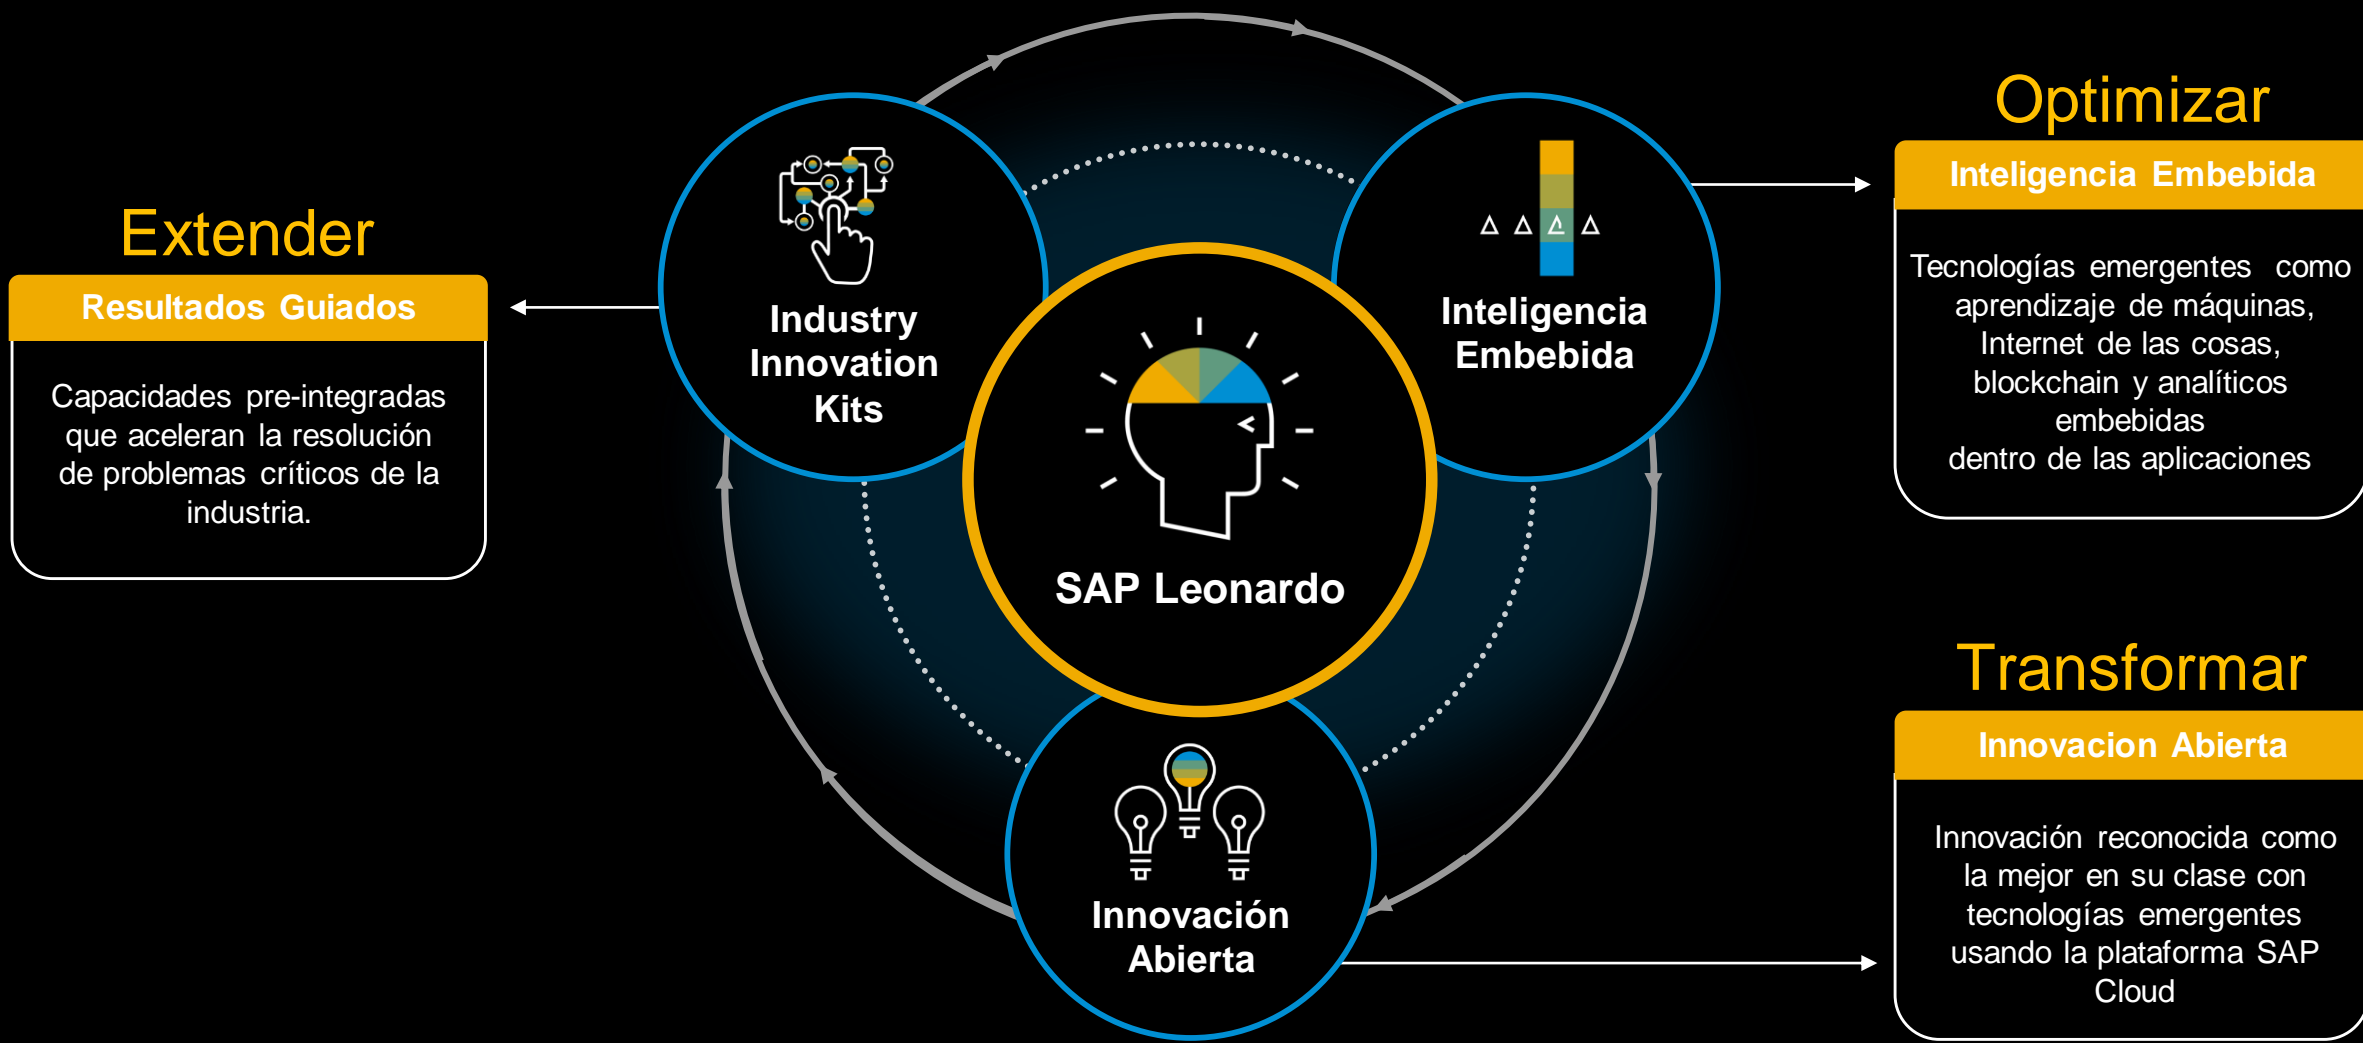 Extender
Resultados Guiados
Capacidades pre-integradas
que aceleran la resolución
de problemas críticos de la
industria.
Industry
Innovation
Kits
Inteligencia
Embebida
SAP Leonardo
Innovación
Abierta
Optimizar
Inteligencia Embebida
Tecnologías emergentes como
aprendizaje de máquinas,
Internet de las cosas,
blockchain y analíticos
embebidas
dentro de las aplicaciones
Transformar
Innovacion Abierta
Innovación reconocida como
la mejor en su clase con
tecnologías emergentes
usando la plataforma SAP
Cloud